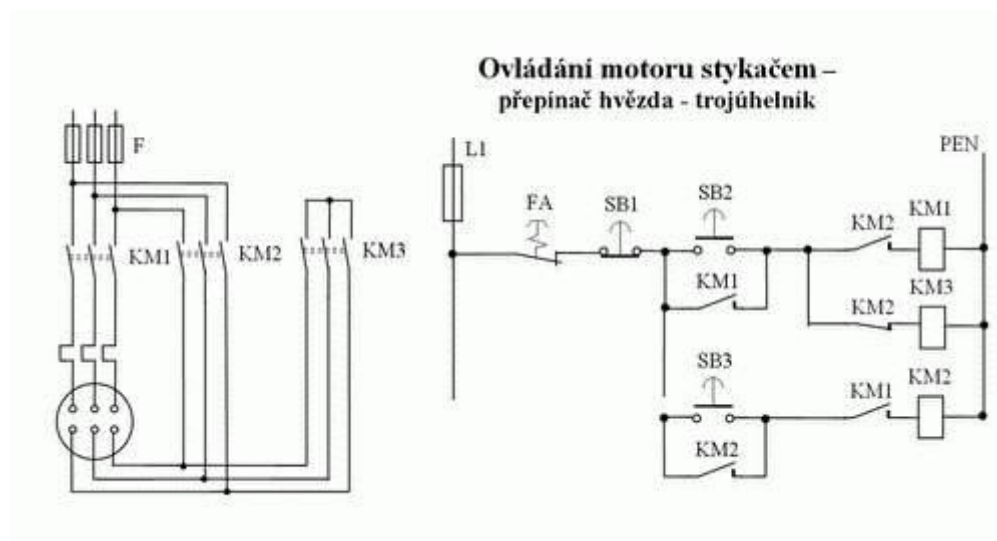 Ovládání motoru stykačem –
přepínač hvězda - trojúhelník
F
KM1
KM2
KM3
L1
PEN
FA
SB1
SB2
KM2
KM1
KM1
KM3
KM2
SB3
KM1
KM2
KM2